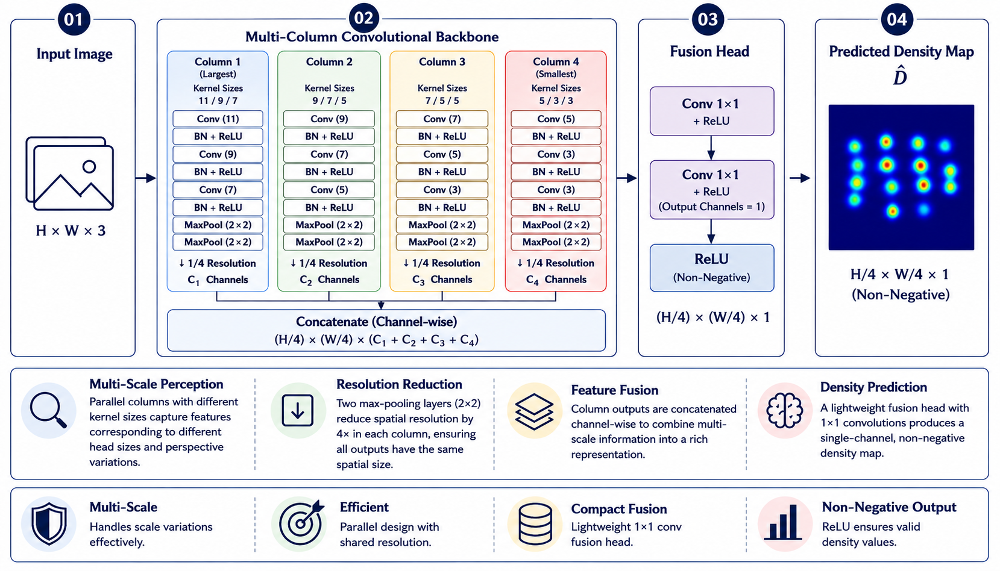 01
Input Image
H × W × 3
02
Multi-Column Convolutional Backbone
Column 1
(Largest)
Kernel Sizes
11 / 9 / 7
Conv (11)
BN + ReLU
Conv (9)
BN + ReLU
Conv (7)
BN + ReLU
MaxPool (2×2)
MaxPool (2×2)
↓ 1/4 Resolution
C₁ Channels
Column 2
Kernel Sizes
9 / 7 / 5
Conv (9)
BN + ReLU
Conv (7)
BN + ReLU
Conv (5)
BN + ReLU
MaxPool (2×2)
MaxPool (2×2)
↓ 1/4 Resolution
C₂ Channels
Column 3
Kernel Sizes
7 / 5 / 5
Conv (7)
BN + ReLU
Conv (5)
BN + ReLU
Conv (3)
BN + ReLU
MaxPool (2×2)
MaxPool (2×2)
↓ 1/4 Resolution
C₃ Channels
Column 4
(Smallest)
Kernel Sizes
5 / 3 / 3
Conv (5)
BN + ReLU
Conv (3)
BN + ReLU
Conv (3)
BN + ReLU
MaxPool (2×2)
MaxPool (2×2)
↓ 1/4 Resolution
C₄ Channels
Concatenate (Channel-wise)
(H/4) × (W/4) × (C₁ + C₂ + C₃ + C₄)
03
Fusion Head
Conv 1×1
+ ReLU
Conv 1×1
+ ReLU
(Output Channels = 1)
ReLU
(Non-Negative)
(H/4) × (W/4) × 1
04
Predicted Density Map
D̂
H/4 × W/4 × 1
(Non-Negative)
Multi-Scale Perception
Parallel columns with different
kernel sizes capture features
corresponding to different
head sizes and perspective
variations.
Resolution Reduction
Two max-pooling layers (2×2)
reduce spatial resolution by
4× in each column, ensuring
all outputs have the same
spatial size.
Feature Fusion
Column outputs are concatenated
channel-wise to combine multi-
scale information into a rich
representation.
Density Prediction
A lightweight fusion head with
1×1 convolutions produces a
single-channel, non-negative
density map.
Multi-Scale
Handles scale variations
effectively.
Efficient
Parallel design with
shared resolution.
Compact Fusion
Lightweight 1×1 conv
fusion head.
Non-Negative Output
ReLU ensures valid
density values.